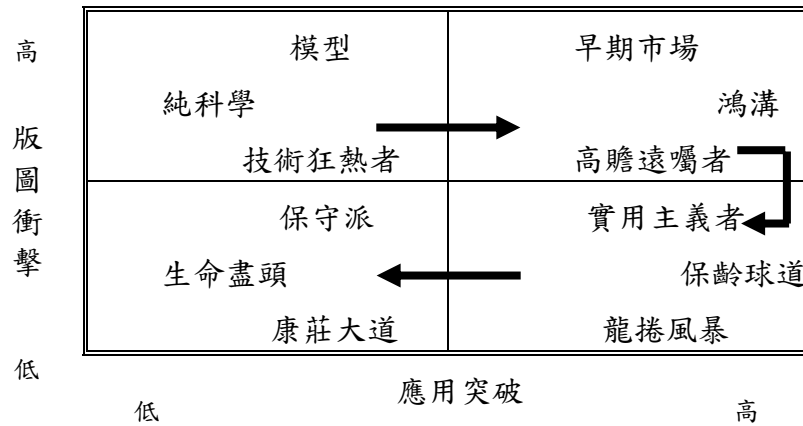 高
模型
早期市場
純科學
鴻溝
版圖衝擊
技術狂熱者
高瞻遠囑者
保守派
實用主義者
生命盡頭
保齡球道
康莊大道
龍捲風暴
低
應用突破
低
高